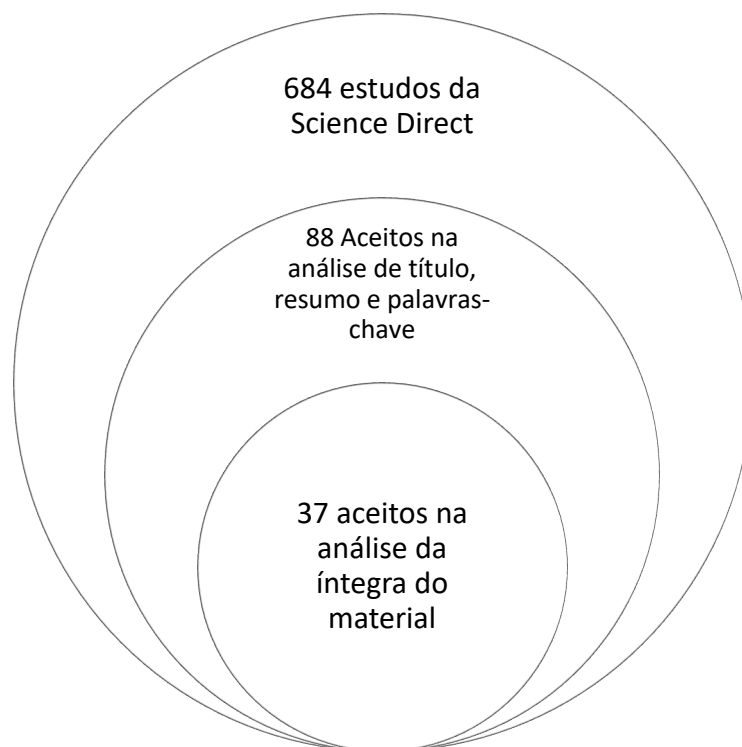 684 estudos da
Science Direct
88 Aceitos na
análise de título,
resumo e palavras-
chave
37 aceitos na
análise da
íntegra do
material